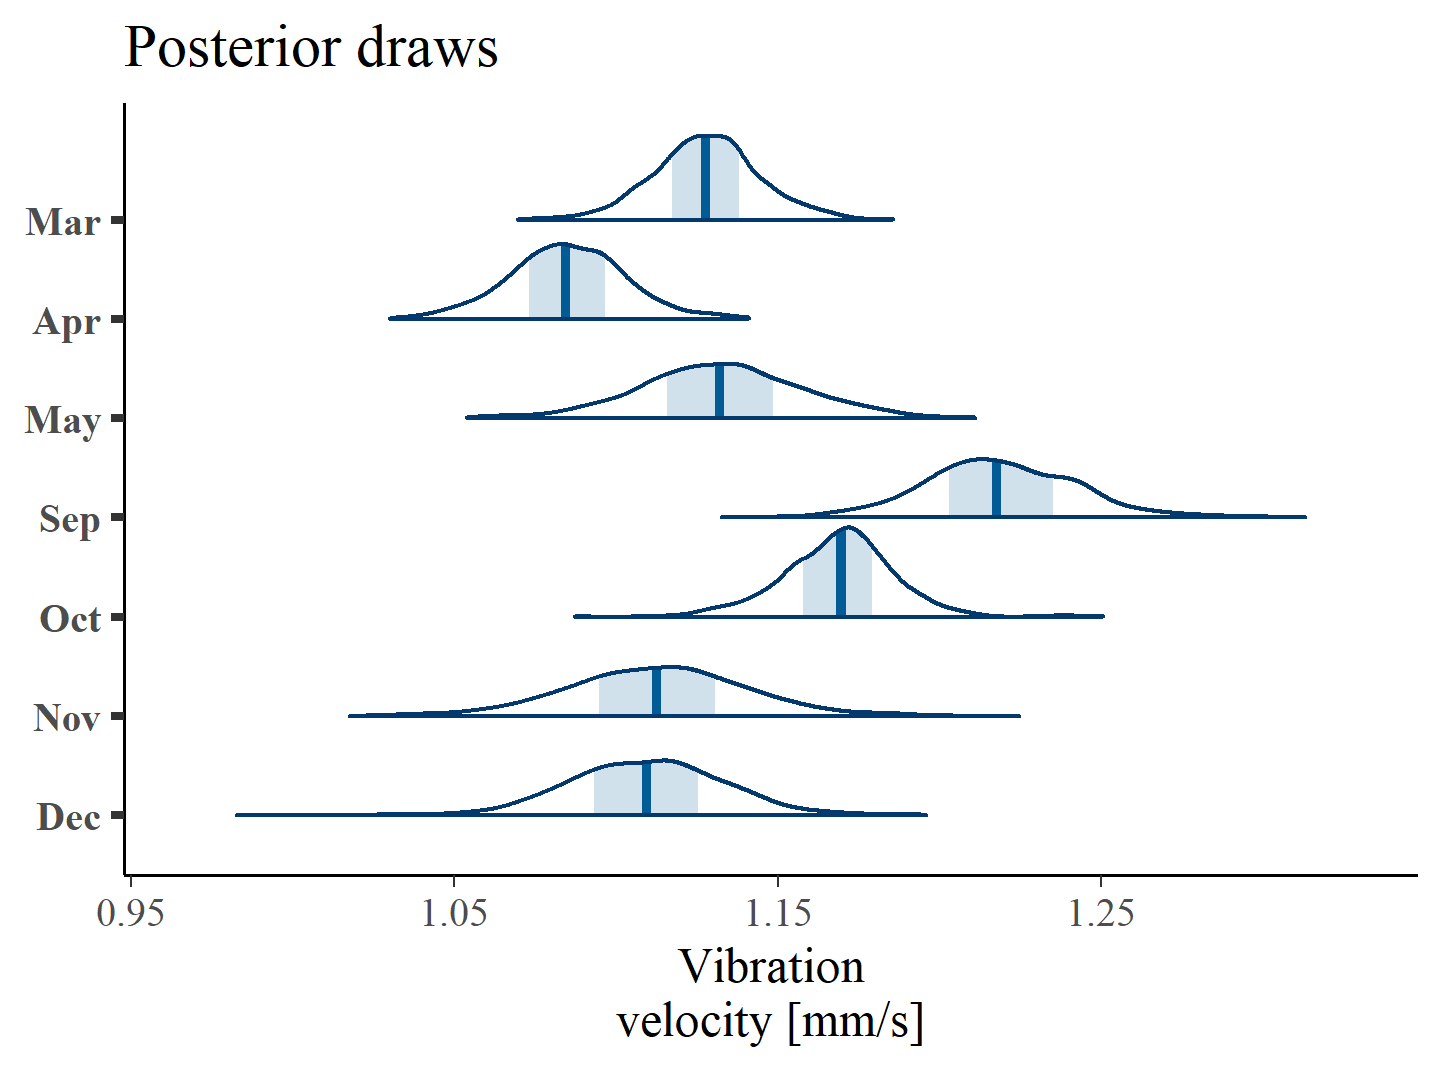 Posterior draws
Mar
Apr
May
Sep
Oct
Nov
Dec
0.95 1.05 1.15 1.25
Vibration
velocity [mm/s]